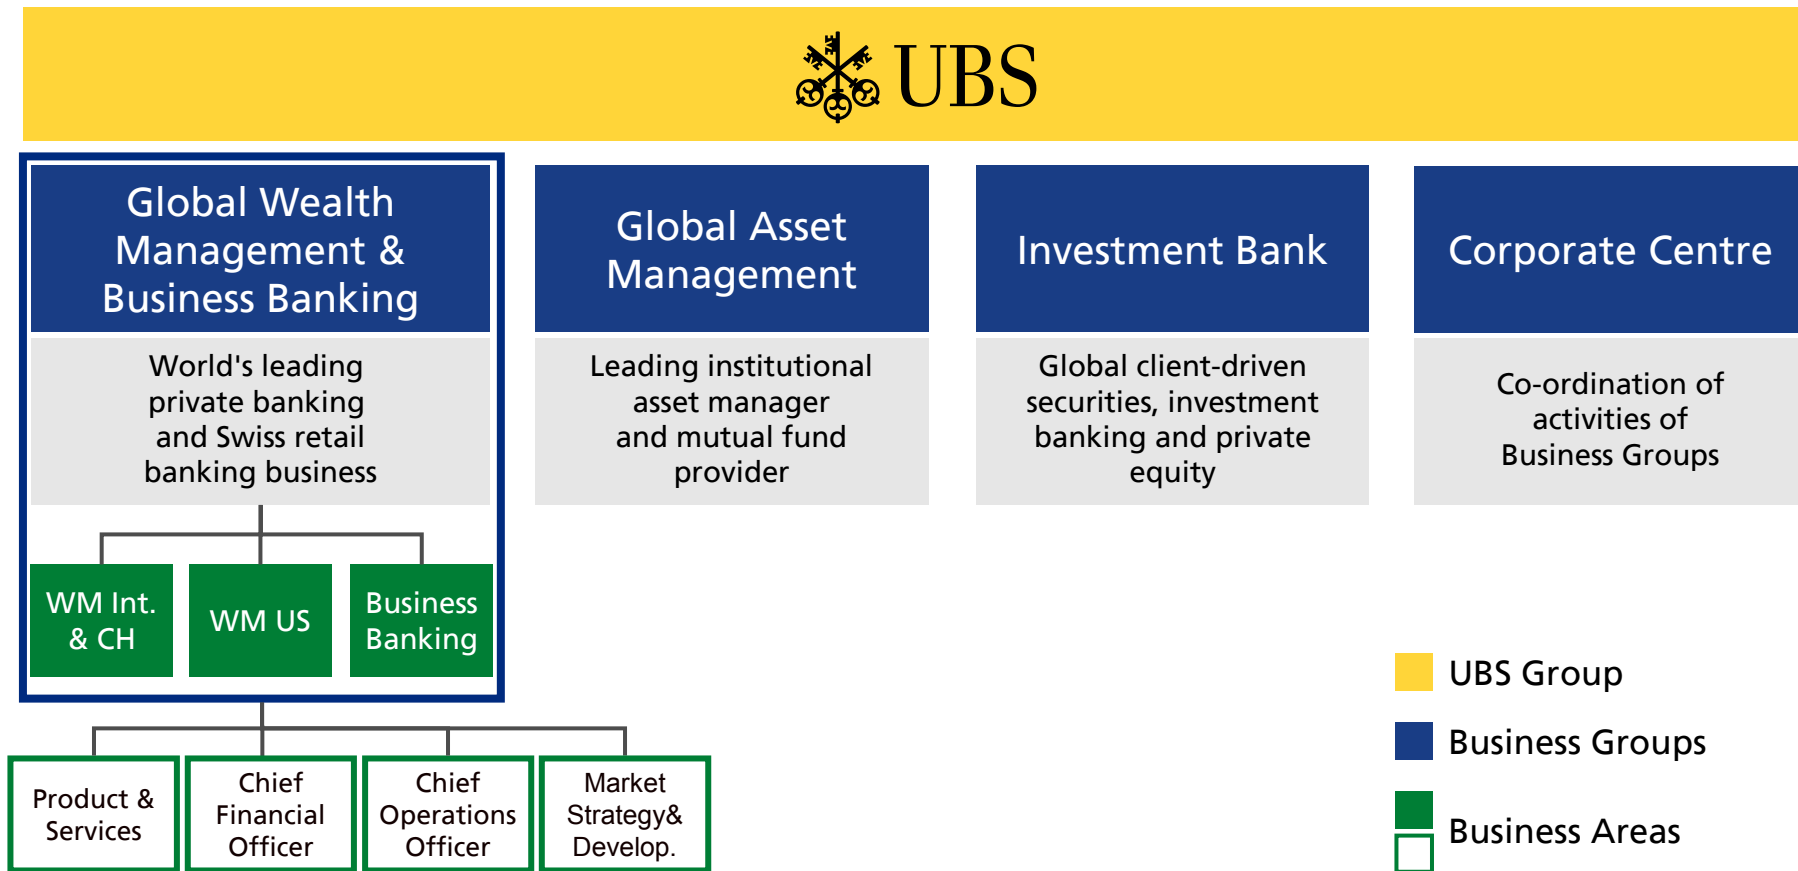 UBS
Global Wealth
Management &
Business Banking
World's leading
private banking
and Swiss retail
banking business
Global Asset
Management
Leading institutional
asset manager
and mutual fund
provider
Investment Bank
Global client-driven
securities, investment
banking and private
equity
Corporate Centre
Co-ordination of
activities of
Business Groups
WM Int.
& CH
WM US
Business
Banking
Product &
Services
Chief
Financial
Officer
Chief
Operations
Officer
Market
Strategy&
Develop.
UBS Group
Business Groups
Business Areas